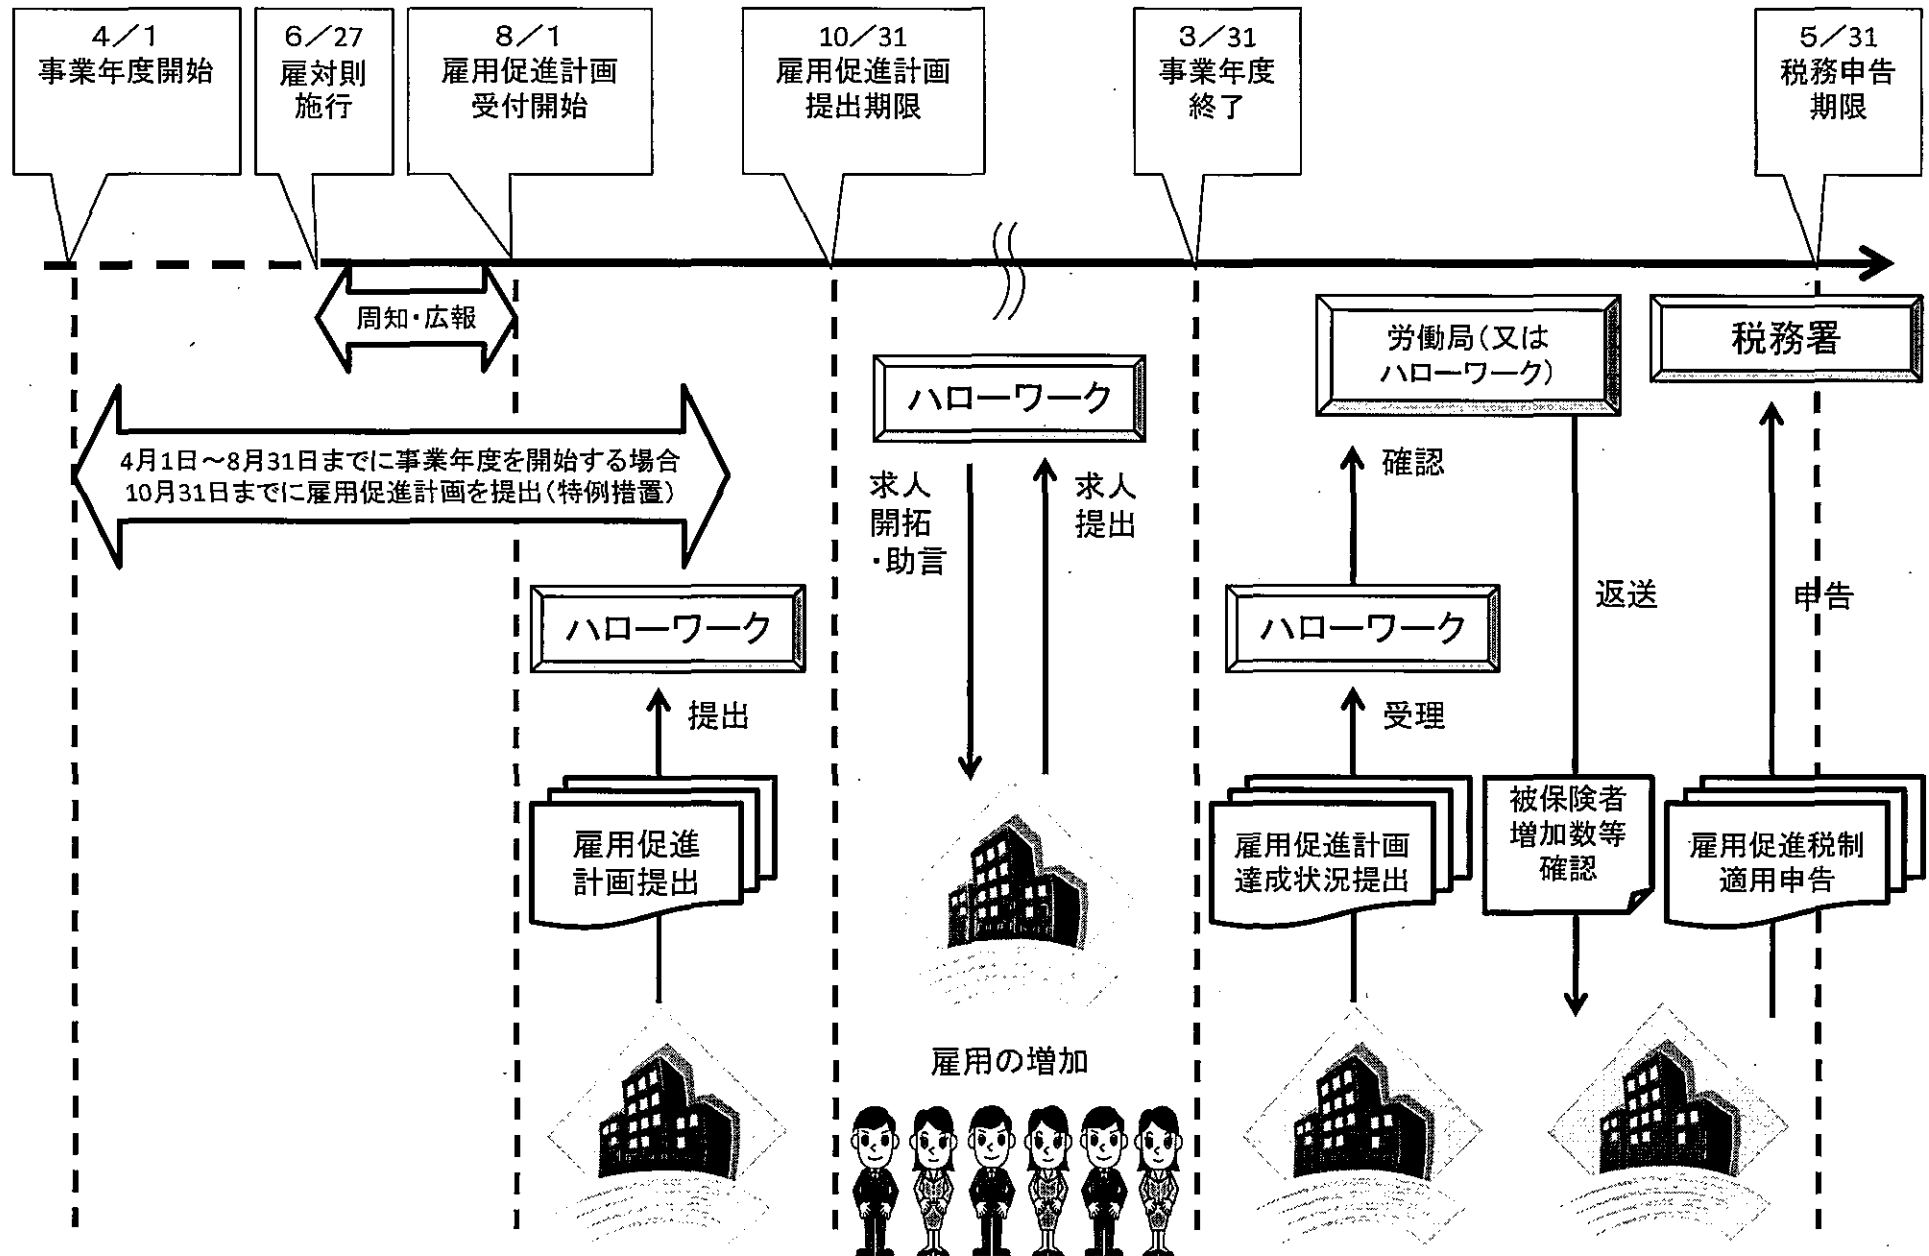 4／1
事業年度開始
6／27
雇対則
施行
8／1
雇用促進計画
受付開始
10／31
雇用促進計画
提出期限
3／31
事業年度
終了
5／31
税務申告
期限
周知・広報
4月1日～8月31日までに事業年度を開始する場合
10月31日までに雇用促進計画を提出（特例措置）
ハローワーク
提出
雇用促進
計画提出
ハローワーク
求人
開拓
・助言
求人
提出
雇用の増加
労働局（又は
ハローワーク）
確認
ハローワーク
受理
雇用促進計画
達成状況提出
返送
被保険者
増加数等
確認
税務署
申告
雇用促進税制
適用申告